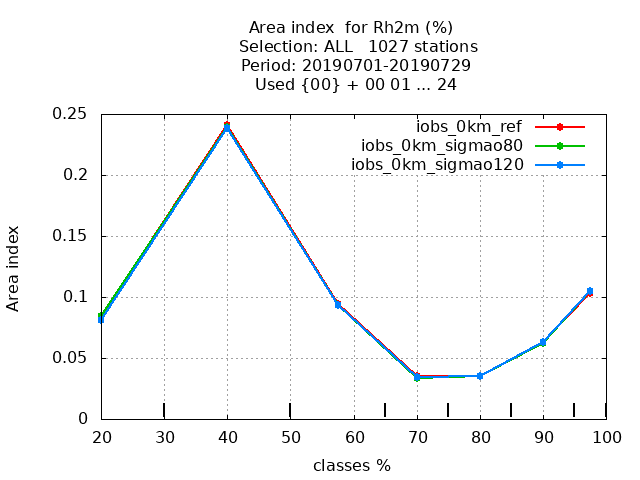 Area index  for Rh2m (%)
Selection: ALL   1027 stations
Period: 20190701-20190729
Used {00} + 00 01 ... 24
iobs_0km_ref
iobs_0km_sigmao80
iobs_0km_sigmao120
0.25
0.2
0.15
0.1
0.05
0
Area index
20 30 40 50 60 70 80 90 100
classes %